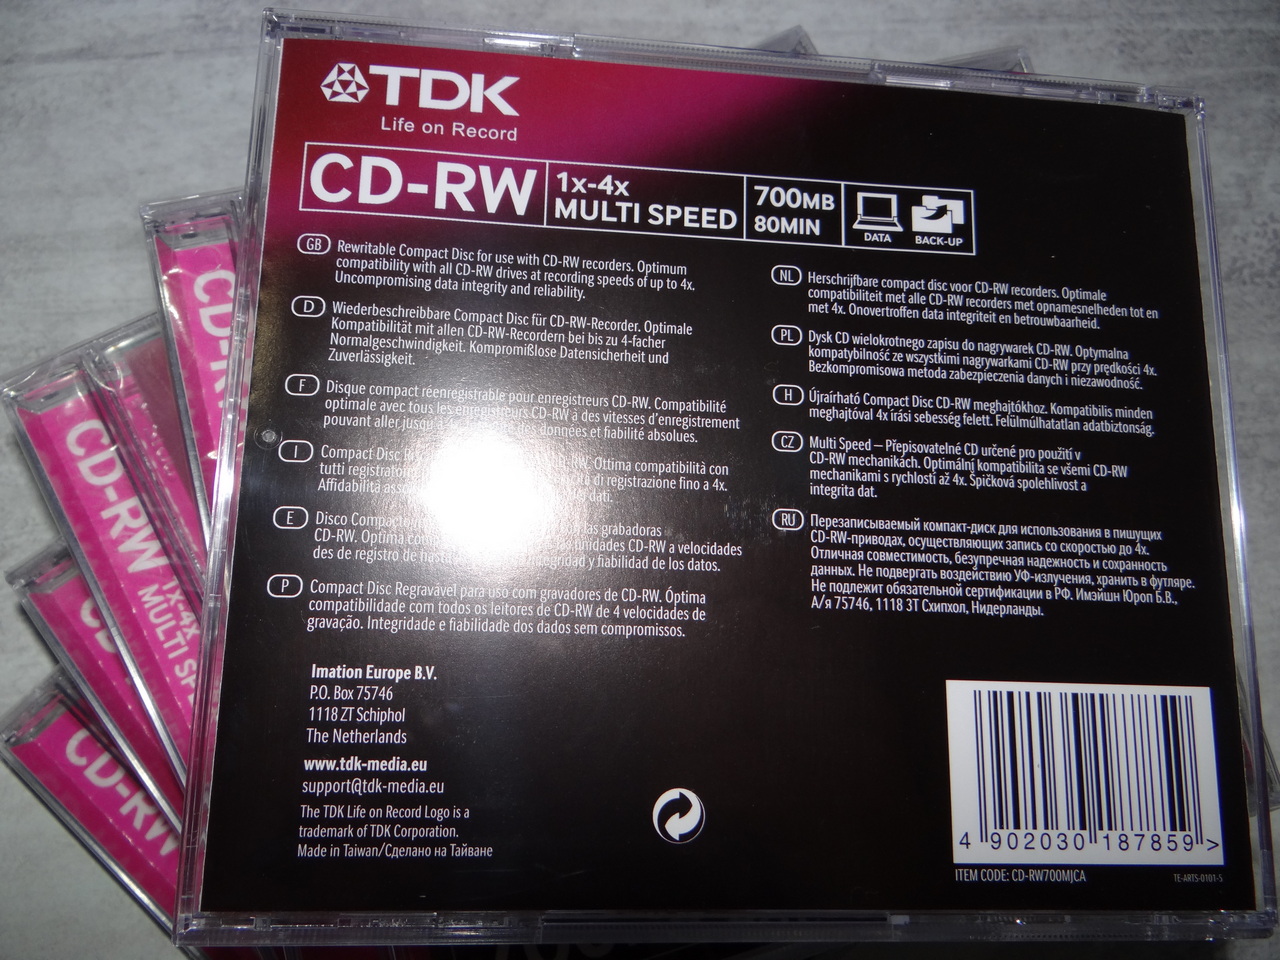 TDK
Life on Record
CD-RW
1x-4x
MULTI SPEED
700MB
80MIN
DATA
BACK-UP
GB
Rewritable Compact Disc for use with CD-RW recorders. Optimum
compatibility with all CD-RW drives at recording speeds of up to 4x.
Uncompromising data integrity and reliability.
D
Wiederbeschreibbare Compact Disc für CD-RW-Recorder. Optimale
Kompatibilität mit allen CD-RW-Recordern bei bis zu 4-facher
Normalgeschwindigkeit. Kompromißlose Datensicherheit und
Zuverlässigkeit.
F
Disque compact réenregistrable pour enregistreurs CD-RW. Compatibilité
optimale avec tous les enregistreurs CD-RW à des vitesses d'enregistrement
pouvant aller jusqu'à des données et fiabilité absolues.
I
Compact Disc Ottima compatibilità con
tutti di registrazione fino a 4x.
Affidabilità dati.
E
Disco las grabadoras
CD-RW. Optima unidades CD-RW a velocidades
des de registro de y fiabilidad de los datos.
P
Compact Disc Regravável para uso com gravadores de CD-RW. Óptima
compatibilidade com todos os leitores de CD-RW de 4 velocidades de
gravação. Integridade e fiabilidade dos dados sem compromissos.
NL
Herschrijfbare compact disc voor CD-RW recorders. Optimale
compatibiliteit met alle CD-RW recorders met opnamesnelheden tot en
met 4x. Onovertroffen data integriteit en betrouwbaarheid.
PL
Dysk CD wielokrotnego zapisu do nagrywarek CD-RW. Optymalna
kompatybilność ze wszystkimi nagrywarkami CD-RW przy prędkości 4x.
Bezkompromisowa metoda zabezpieczenia danych i niezawodność.
H
Újraírható Compact Disc CD-RW meghajtókhoz. Kompatibilis minden
meghajtóval 4x írási sebesség felett. Felülmúlhatatlan adatbiztonság.
CZ
Multi Speed – Přepisovatelné CD určené pro použití v
CD-RW mechanikách. Optimální kompatibilita se všemi CD-RW
mechanikami s rychlostí až 4x. Špičková spolehlivost a
integrita dat.
RU
Перезаписываемый компакт-диск для использования в пишущих
CD-RW-приводах, осуществляющих запись со скоростью до 4x.
Отличная совместимость, безупречная надежность и сохранность
данных. Не подвергать воздействию УФ-излучения, хранить в футляре.
Не подлежит обязательной сертификации в РФ. Имэйшн Юроп Б.В.,
А/я 75746, 1118 ЗТ Схипхол, Нидерланды.
Imation Europe B.V.
P.O. Box 75746
1118 ZT Schiphol
The Netherlands
www.tdk-media.eu
support@tdk-media.eu
The TDK Life on Record Logo is a
trademark of TDK Corporation.
Made in Taiwan/Сделано на Тайване
4 902030 187859 >
ITEM CODE: CD-RW700MJCA
TE-ARTS-0101-5
CD-R
CD-RW
1x-4x
MULTI SPE
CD
CD-RW